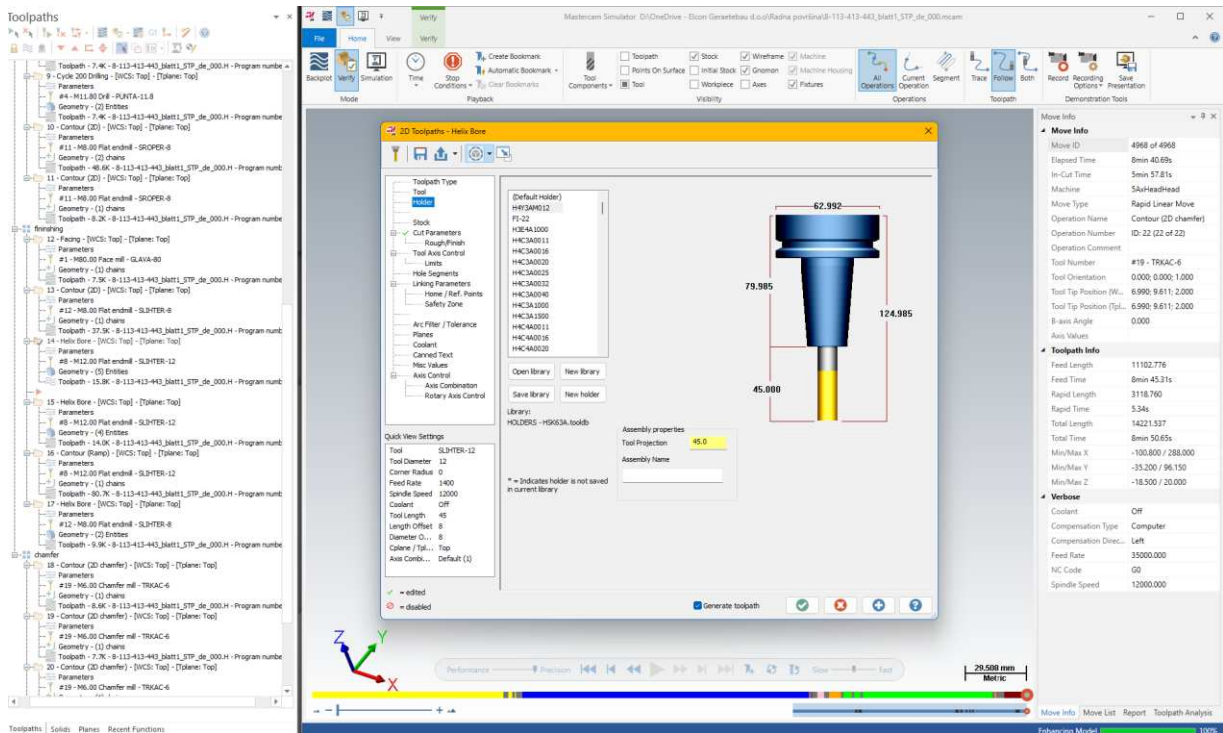 Toolpaths
Toolpath - 7.4K - 8-113-413-443_blatt1_STP_de_000.H - Program numbe
9 - Cycle 200 Drilling - [WCS: Top] - [Tplane: Top]
Parameters
#4 - M11.80 Drill - PUNTA-11.8
Geometry - (2) Entities
Toolpath - 7.4K - 8-113-413-443_blatt1_STP_de_000.H - Program numbe
10 - Contour (2D) - [WCS: Top] - [Tplane: Top]
Parameters
#11 - M8.00 Flat endmill - SROPER-8
Geometry - (2) chains
Toolpath - 48.6K - 8-113-413-443_blatt1_STP_de_000.H - Program numb
11 - Contour (2D) - [WCS: Top] - [Tplane: Top]
Parameters
#11 - M8.00 Flat endmill - SROPER-8
Geometry - (1) chains
Toolpath - 8.2K - 8-113-413-443_blatt1_STP_de_000.H - Program numbe
fininshing
12 - Facing - [WCS: Top] - [Tplane: Top]
Parameters
#1 - M80.00 Face mill - GLAVA-80
Geometry - (1) chains
Toolpath - 7.5K - 8-113-413-443_blatt1_STP_de_000.H - Program numbe
13 - Contour (2D) - [WCS: Top] - [Tplane: Top]
Parameters
#12 - M8.00 Flat endmill - SLIHTER-8
Geometry - (1) chains
Toolpath - 37.5K - 8-113-413-443_blatt1_STP_de_000.H - Program numb
14 - Helix Bore - [WCS: Top] - [Tplane: Top]
Parameters
#8 - M12.00 Flat endmill - SLIHTER-12
Geometry - (5) Entities
Toolpath - 15.8K - 8-113-413-443_blatt1_STP_de_000.H - Program numb
15 - Helix Bore - [WCS: Top] - [Tplane: Top]
Parameters
#8 - M12.00 Flat endmill - SLIHTER-12
Geometry - (4) Entities
Toolpath - 14.0K - 8-113-413-443_blatt1_STP_de_000.H - Program numb
16 - Contour (Ramp) - [WCS: Top] - [Tplane: Top]
Parameters
#8 - M12.00 Flat endmill - SLIHTER-12
Geometry - (1) chains
Toolpath - 80.7K - 8-113-413-443_blatt1_STP_de_000.H - Program numb
17 - Helix Bore - [WCS: Top] - [Tplane: Top]
Parameters
#12 - M8.00 Flat endmill - SLIHTER-8
Geometry - (2) Entities
Toolpath - 9.9K - 8-113-413-443_blatt1_STP_de_000.H - Program numbe
chamfer
18 - Contour (2D chamfer) - [WCS: Top] - [Tplane: Top]
Parameters
#19 - M6.00 Chamfer mill - TRKAC-6
Geometry - (1) chains
Toolpath - 8.6K - 8-113-413-443_blatt1_STP_de_000.H - Program numbe
19 - Contour (2D chamfer) - [WCS: Top] - [Tplane: Top]
Parameters
#19 - M6.00 Chamfer mill - TRKAC-6
Geometry - (1) chains
Toolpath - 7.7K - 8-113-413-443_blatt1_STP_de_000.H - Program numbe
20 - Contour (2D chamfer) - [WCS: Top] - [Tplane: Top]
Parameters
#19 - M6.00 Chamfer mill - TRKAC-6
Toolpaths Solids Planes Recent Functions
Verify
Mastercam Simulator D:\OneDrive - Elcon Geraetebau d.o.o\Radna površina\8-113-413-443_blatt1_STP_000.mcam
File Home View Verify
Backplot Verify Simulation
Mode
Time
Stop Conditions
Create Bookmark
Automatic Bookmark
Clear Bookmarks
Playback
Tool Components
Toolpath Stock Wireframe Machine
Points On Surface Initial Stock Gnomon Machine Housing
Tool Workpiece Axes Fixtures
Visibility
All Operations
Current Operation
Segment
Operations
Trace Follow Both
Toolpath
Record
Recording Options
Save Presentation
Demonstration Tools
2D Toolpaths - Helix Bore
Toolpath Type
Tool
Holder
Stock
Cut Parameters
Rough/Finish
Tool Axis Control
Limits
Hole Segments
Linking Parameters
Home / Ref. Points
Safety Zone
Arc Filter / Tolerance
Planes
Coolant
Canned Text
Misc Values
Axis Control
Axis Combination
Rotary Axis Control
Quick View Settings
Tool SLIHTER-12
Tool Diameter 12
Corner Radius 0
Feed Rate 1400
Spindle Speed 12000
Coolant Off
Tool Length 45
Length Offset 8
Diameter O... 8
Cplane / Tpl... Top
Axis Combi... Default (1)
= edited
= disabled
(Default Holder)
H4Y3AM012
FI-22
H3E4A1000
H4C3A0011
H4C3A0016
H4C3A0020
H4C3A0025
H4C3A0032
H4C3A0040
H4C3A1000
H4C3A1500
H4C4A0011
H4C4A0016
H4C4A0020
Open library New library
Save library New holder
Library:
HOLDERS - HSK63A.tooldb
* = Indicates holder is not saved
in current library
Assembly properties
Tool Projection 45.0
Assembly Name
62.992
79.985
124.985
45.000
Generate toolpath
Z Y X
Performance Precision Slow Fast
29.508 mm
Metric
Move Info
Move Info
Move ID 4968 of 4968
Elapsed Time 8min 40.69s
In-Cut Time 5min 57.81s
Machine 5AxHeadHead
Move Type Rapid Linear Move
Operation Name Contour (2D chamfer)
Operation Number ID: 22 (22 of 22)
Operation Comment
Tool Number #19 - TRKAC-6
Tool Orientation 0.000; 0.000; 1.000
Tool Tip Position (W... 6.990; 9.611; 2.000
Tool Tip Position (Tpl... 6.990; 9.611; 2.000
B-axis Angle 0.000
Axis Values
Toolpath Info
Feed Length 11102.776
Feed Time 8min 45.31s
Rapid Length 3118.760
Rapid Time 5.34s
Total Length 14221.537
Total Time 8min 50.65s
Min/Max X -100.800 / 288.000
Min/Max Y -35.200 / 96.150
Min/Max Z -18.500 / 20.000
Verbose
Coolant Off
Compensation Type Computer
Compensation Direc... Left
Feed Rate 35000.000
NC Code G0
Spindle Speed 12000.000
Move Info Move List Report Toolpath Analysis
Enhancing Model 100%